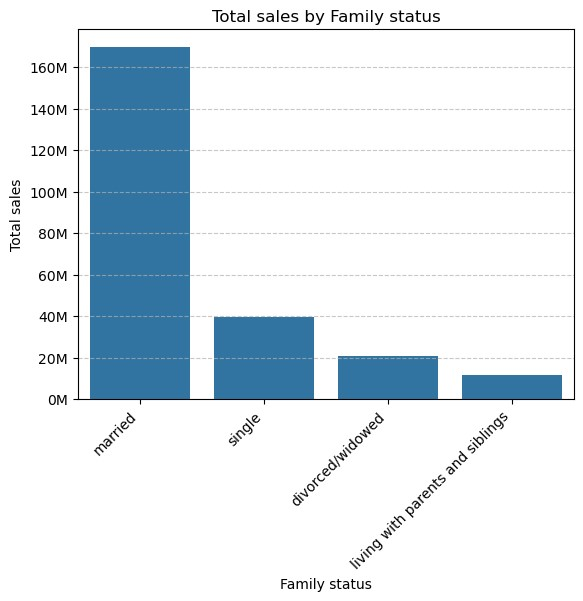 Total sales by Family status
Total sales
160M
140M
120M
100M
80M
60M
40M
20M
0M
married
single
divorced/widowed
living with parents and siblings
Family status